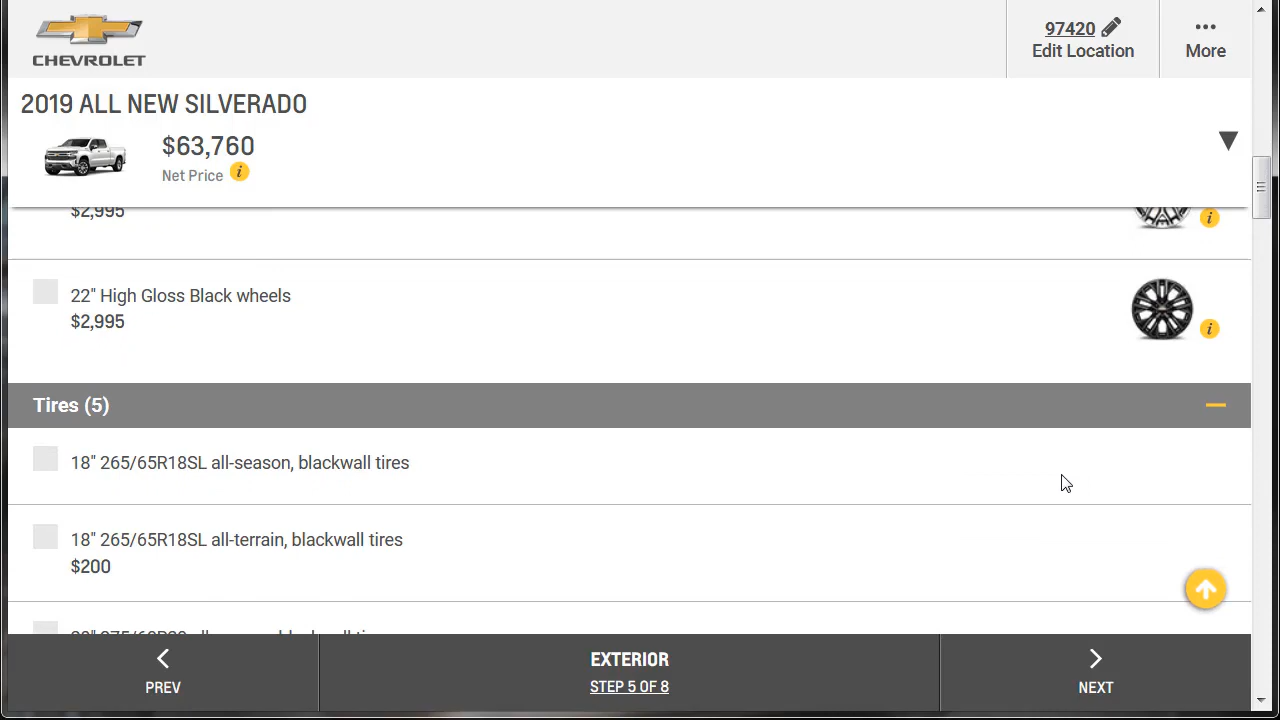 CHEVROLET
97420
Edit Location
More
2019 ALL NEW SILVERADO
$63,760
Net Price
$2,995
22" High Gloss Black wheels
$2,995
Tires (5)
18" 265/65R18SL all-season, blackwall tires
18" 265/65R18SL all-terrain, blackwall tires
$200
PREV
EXTERIOR
STEP 5 OF 8
NEXT